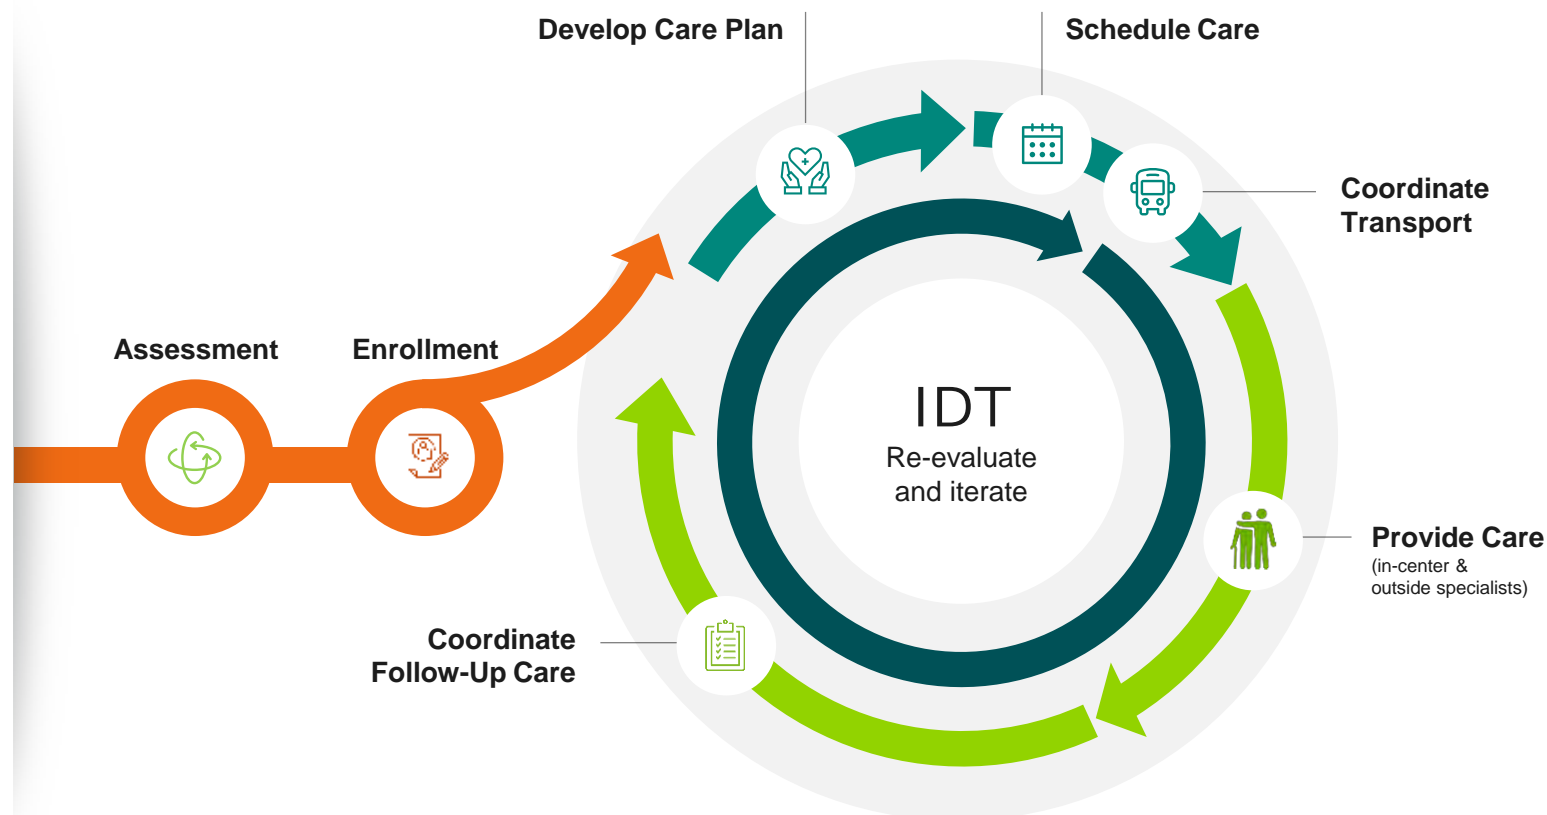 Develop Care Plan
Schedule Care
Coordinate
Transport
Assessment
Enrollment
IDT
Re-evaluate
and iterate
Provide Care
(in-center &
outside specialists)
Coordinate
Follow-Up Care